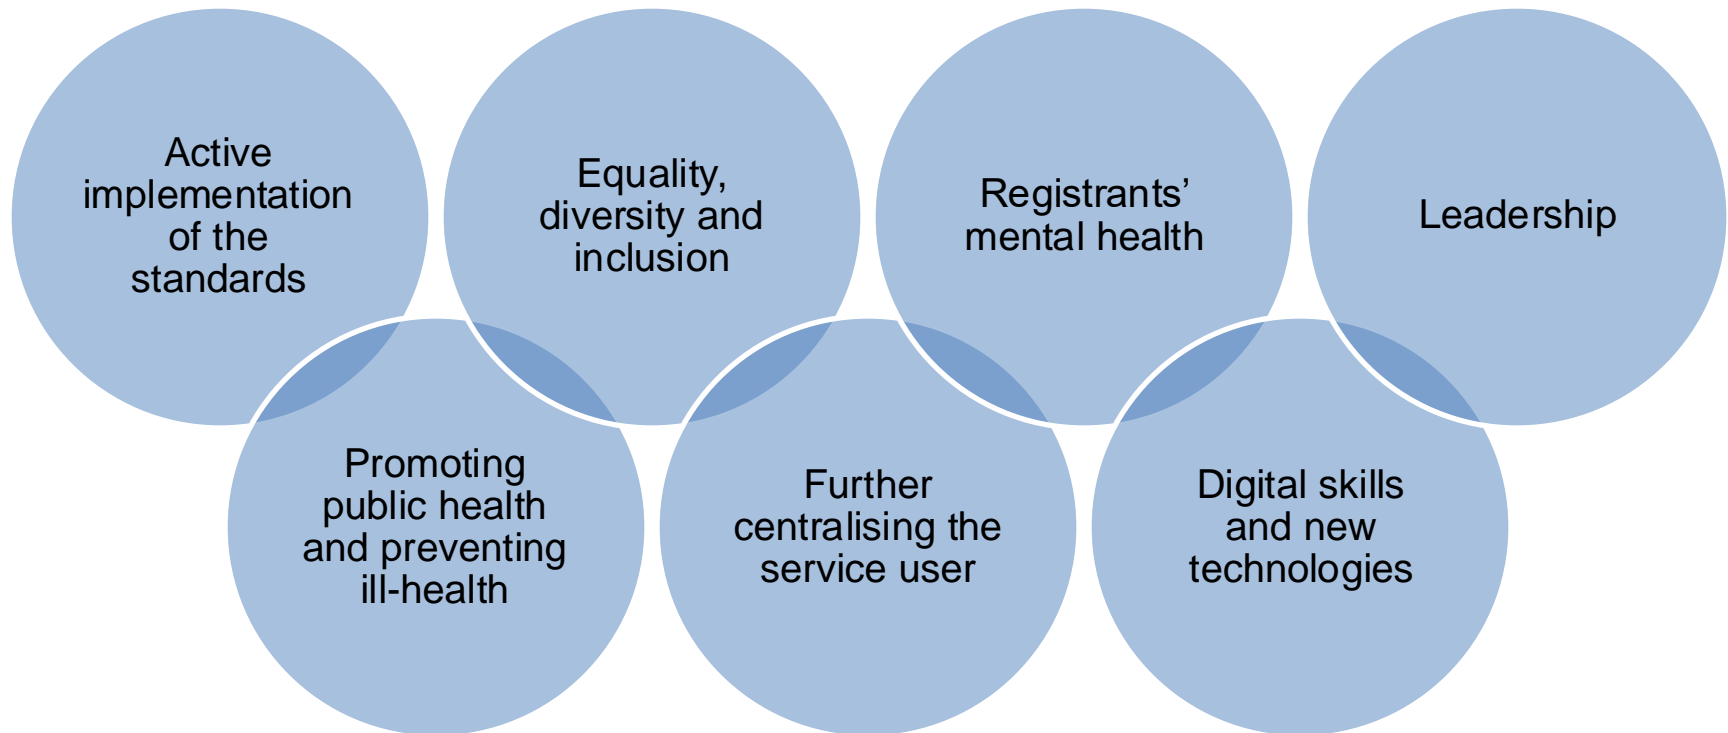 Active
implementation
of the
standards
Equality,
diversity and
inclusion
Registrants’
mental health
Leadership
Promoting
public health
and preventing
ill-health
Further
centralising the
service user
Digital skills
and new
technologies